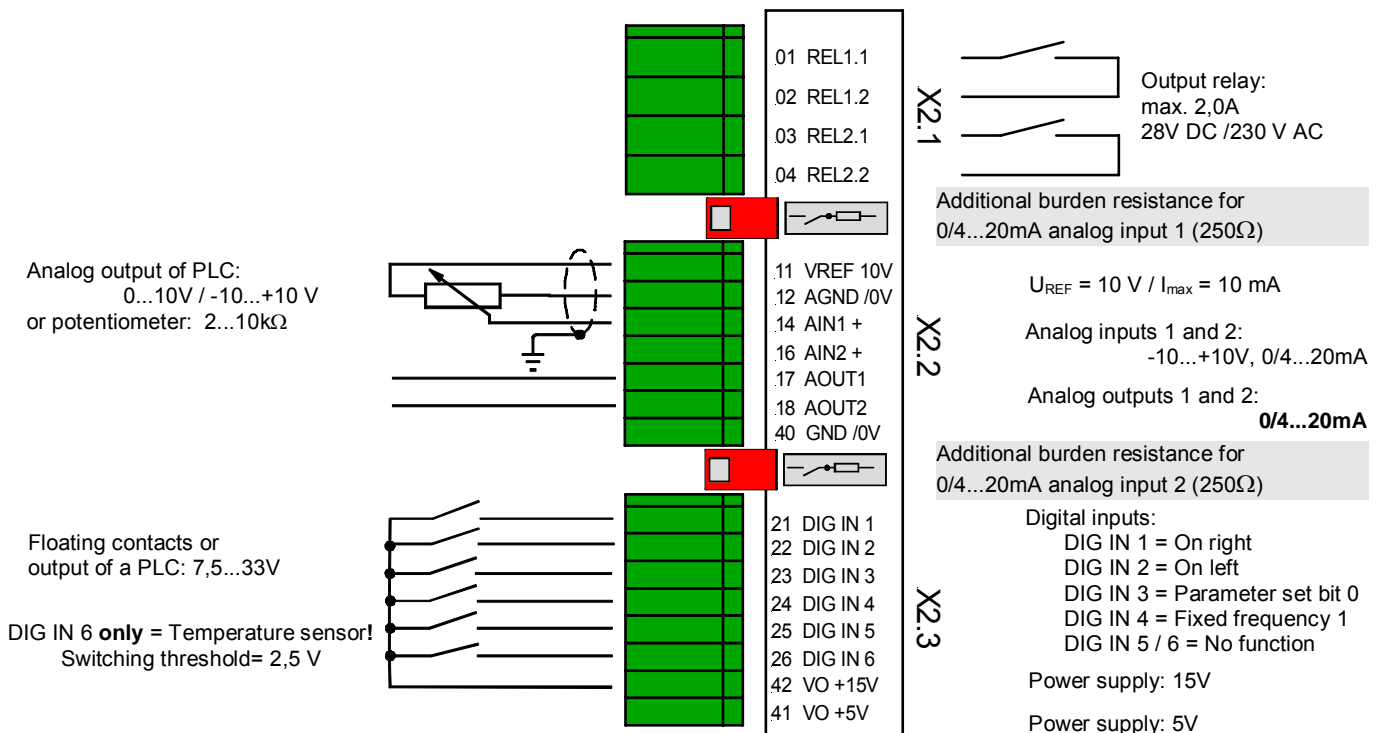 01 REL1.1
02 REL1.2
03 REL2.1
04 REL2.2
X2.1
Output relay:
max. 2,0A
28V DC /230 V AC
Additional burden resistance for
0/4...20mA analog input 1 (250Ω)
Analog output of PLC:
0...10V / -10...+10 V
or potentiometer: 2...10kΩ
11 VREF 10V
12 AGND /0V
14 AIN1 +
16 AIN2 +
17 AOUT1
18 AOUT2
40 GND /0V
X2.2
UREF = 10 V / Imax = 10 mA
Analog inputs 1 and 2:
-10...+10V, 0/4...20mA
Analog outputs 1 and 2:
0/4...20mA
Additional burden resistance for
0/4...20mA analog input 2 (250Ω)
Floating contacts or
output of a PLC: 7,5...33V
DIG IN 6 only = Temperature sensor!
Switching threshold= 2,5 V
21 DIG IN 1
22 DIG IN 2
23 DIG IN 3
24 DIG IN 4
25 DIG IN 5
26 DIG IN 6
42 VO +15V
41 VO +5V
X2.3
Digital inputs:
DIG IN 1 = On right
DIG IN 2 = On left
DIG IN 3 = Parameter set bit 0
DIG IN 4 = Fixed frequency 1
DIG IN 5 / 6 = No function
Power supply: 15V
Power supply: 5V